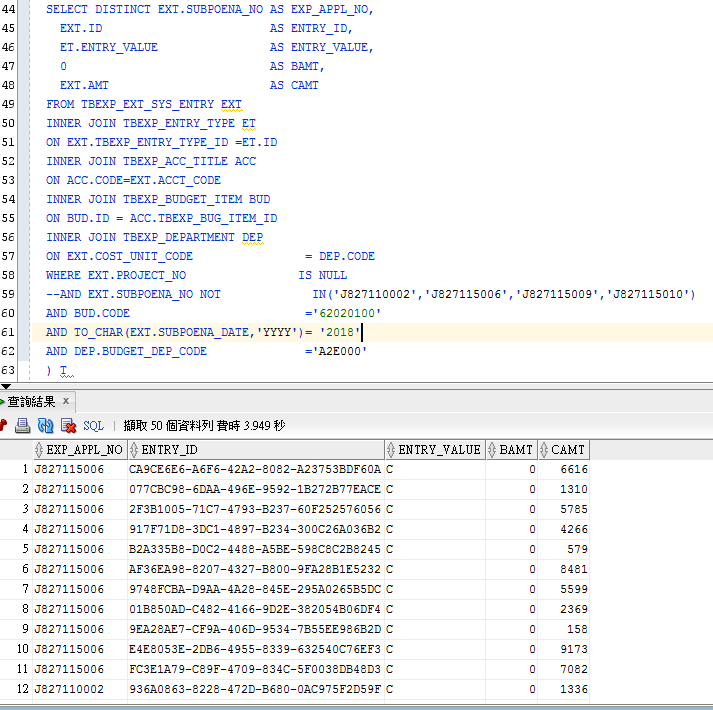 44 SELECT DISTINCT EXT.SUBPOENA_NO AS EXP_APPL_NO,
45 EXT.ID AS ENTRY_ID,
46 ET.ENTRY_VALUE AS ENTRY_VALUE,
47 0 AS BAMT,
48 EXT.AMT AS CAMT
49 FROM TBEXP_EXT_SYS_ENTRY EXT
50 INNER JOIN TBEXP_ENTRY_TYPE ET
51 ON EXT.TBEXP_ENTRY_TYPE_ID =ET.ID
52 INNER JOIN TBEXP_ACC_TITLE ACC
53 ON ACC.CODE=EXT.ACCT_CODE
54 INNER JOIN TBEXP_BUDGET_ITEM BUD
55 ON BUD.ID = ACC.TBEXP_BUG_ITEM_ID
56 INNER JOIN TBEXP_DEPARTMENT DEP
57 ON EXT.COST_UNIT_CODE = DEP.CODE
58 WHERE EXT.PROJECT_NO IS NULL
59 --AND EXT.SUBPOENA_NO NOT IN('J827110002','J827115006','J827115009','J827115010')
60 AND BUD.CODE ='62020100'
61 AND TO_CHAR(EXT.SUBPOENA_DATE,'YYYY')= '2018'
62 AND DEP.BUDGET_DEP_CODE ='A2E000'
63 ) T
查詢結果 x
SQL | 擷取 50 個資料列 費時 3.949 秒
EXP_APPL_NO ENTRY_ID ENTRY_VALUE BAMT CAMT
1 J827115006 CA9CE6E6-A6F6-42A2-8082-A23753BDF60A C 0 6616
2 J827115006 077CBC98-6DAA-496E-9592-1B272B77EACE C 0 1310
3 J827115006 2F3B1005-71C7-4793-B237-60F252576056 C 0 5785
4 J827115006 917F71D8-3DC1-4897-B234-300C26A036B2 C 0 4266
5 J827115006 B2A335B8-D0C2-4488-A5BE-598C8C2B8245 C 0 579
6 J827115006 AF36EA98-8207-4327-B800-9FA28B1E5232 C 0 8481
7 J827115006 9748FCBA-D9AA-4A28-845E-295A0265B5DC C 0 5599
8 J827115006 01B850AD-C482-4166-9D2E-382054B06DF4 C 0 2369
9 J827115006 9EA28AE7-CF9A-406D-9534-7B55EE986B2D C 0 158
10 J827115006 E4E8053E-2DB6-4955-8339-632540C76EF3 C 0 9173
11 J827115006 FC3E1A79-C89F-4709-834C-5F0038DB48D3 C 0 7082
12 J827110002 936A0863-8228-472D-B680-0AC975F2D59F C 0 1336